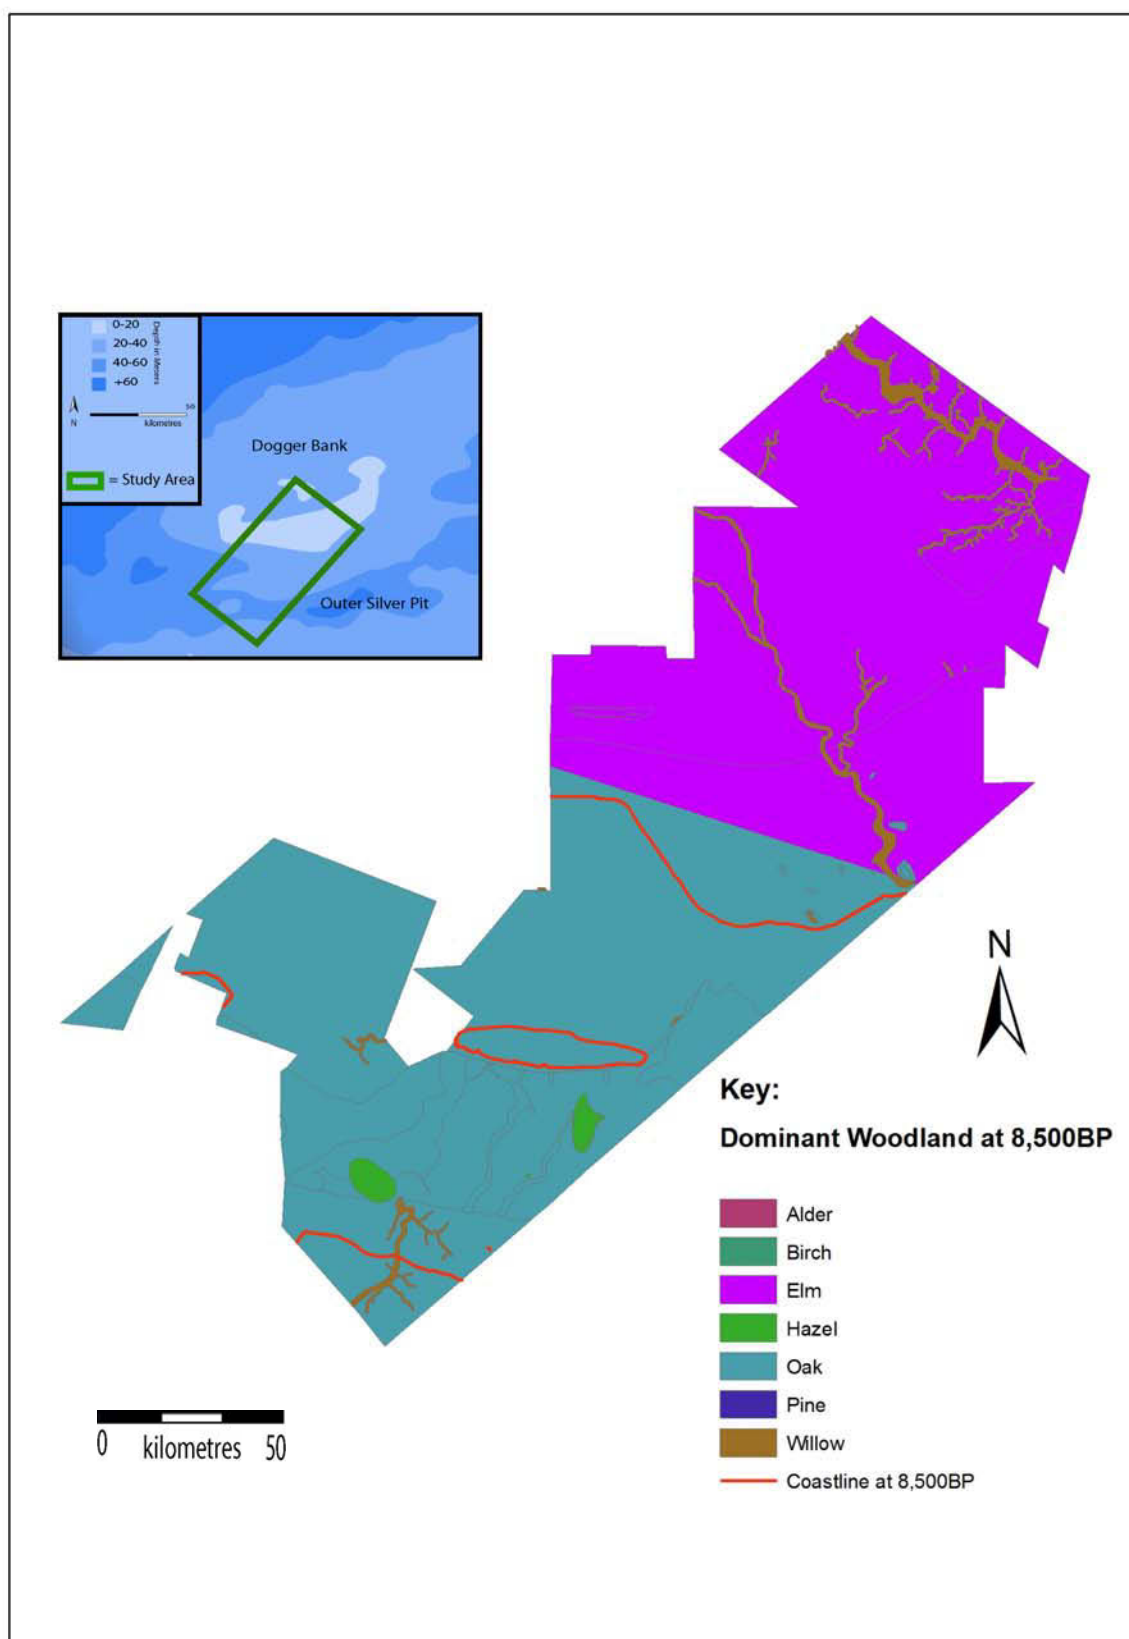 0-20
20-40
40-60
+60
Depth in Meters
N
50
kilometres
= Study Area
Dogger Bank
Outer Silver Pit
N
Key:
Dominant Woodland at 8,500BP
Alder
Birch
Elm
Hazel
Oak
Pine
Willow
Coastline at 8,500BP
0 kilometres 50